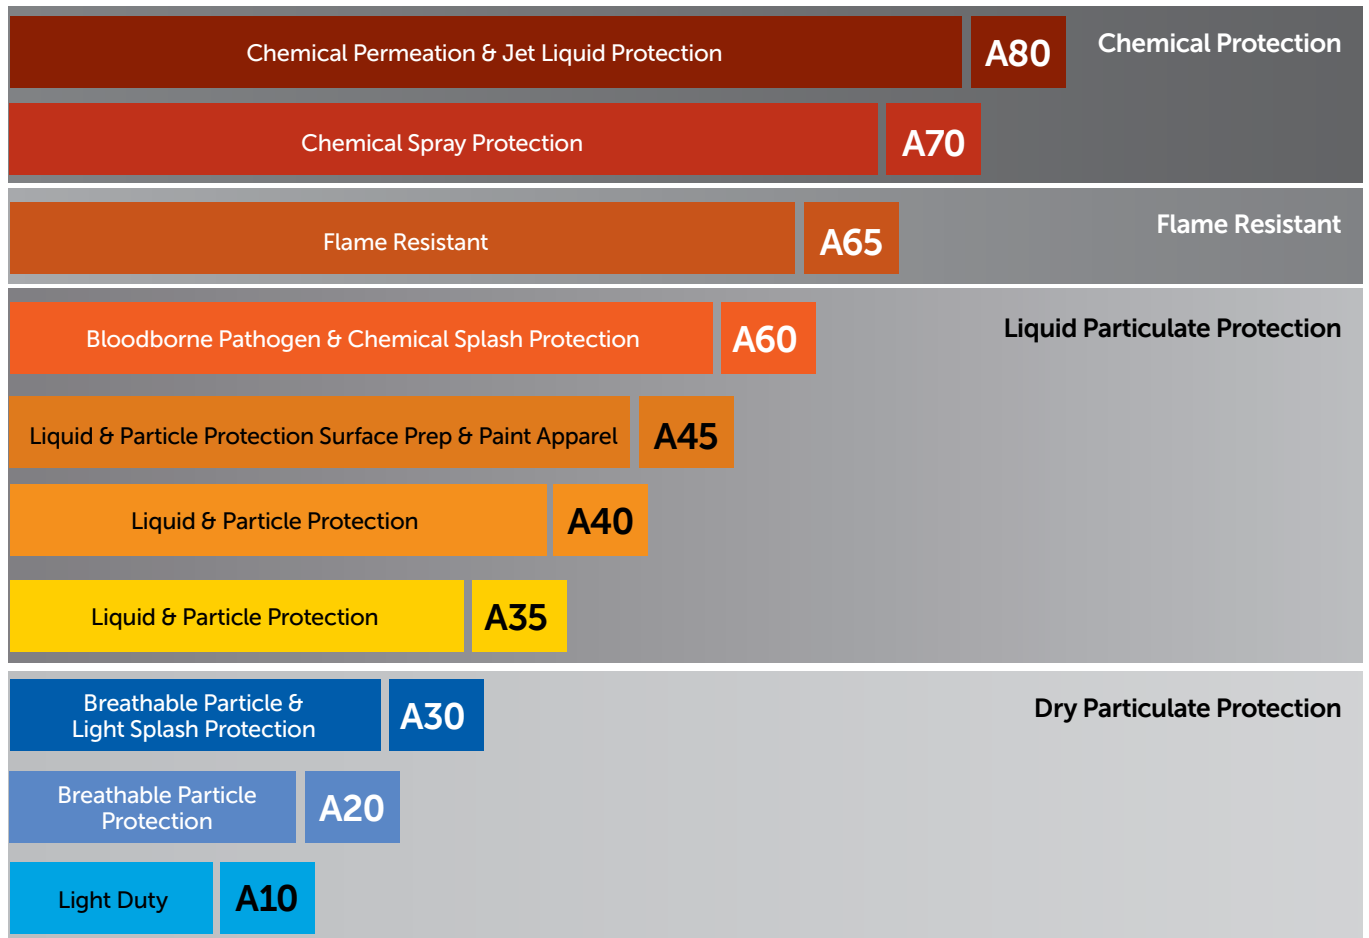 Chemical Permeation & Jet Liquid Protection
A80
Chemical Protection
Chemical Spray Protection
A70
Flame Resistant
A65
Flame Resistant
Bloodborne Pathogen & Chemical Splash Protection
A60
Liquid Particulate Protection
Liquid & Particle Protection Surface Prep & Paint Apparel
A45
Liquid & Particle Protection
A40
Liquid & Particle Protection
A35
Breathable Particle &
Light Splash Protection
A30
Dry Particulate Protection
Breathable Particle
Protection
A20
Light Duty
A10